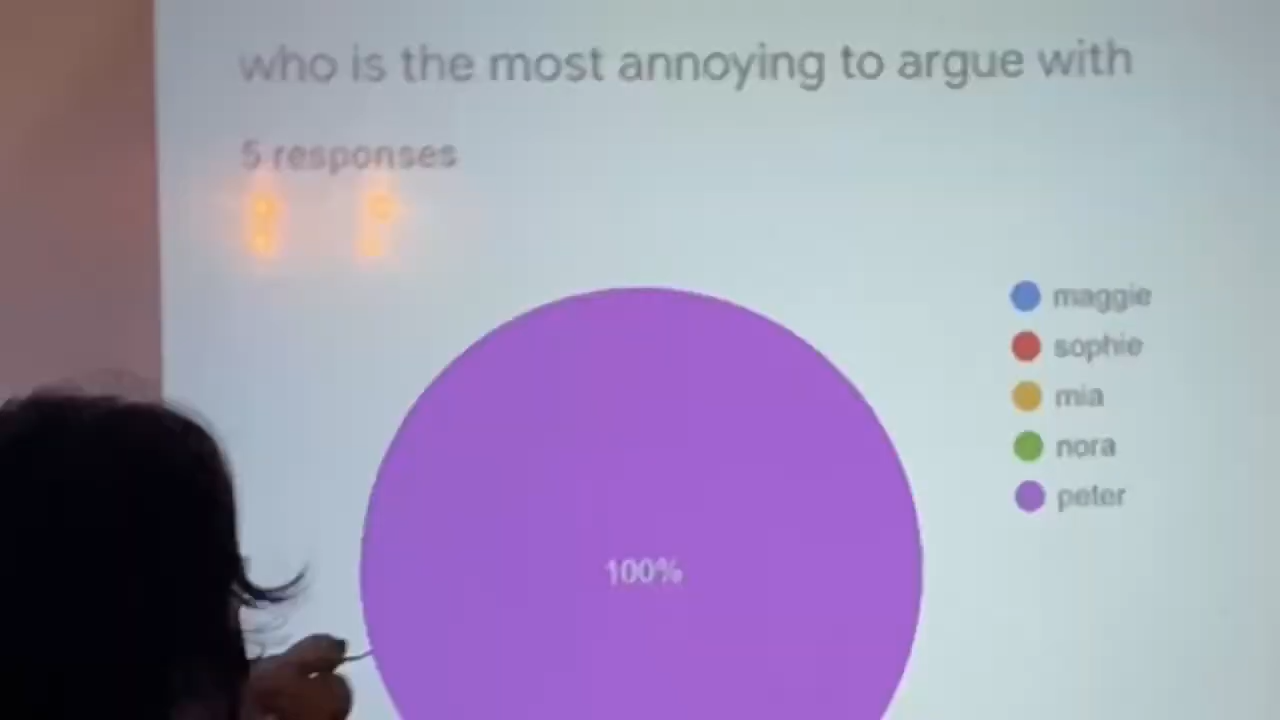 who is the most annoying to argue with
5 responses
maggie
sophie
mia
nora
peter
100%